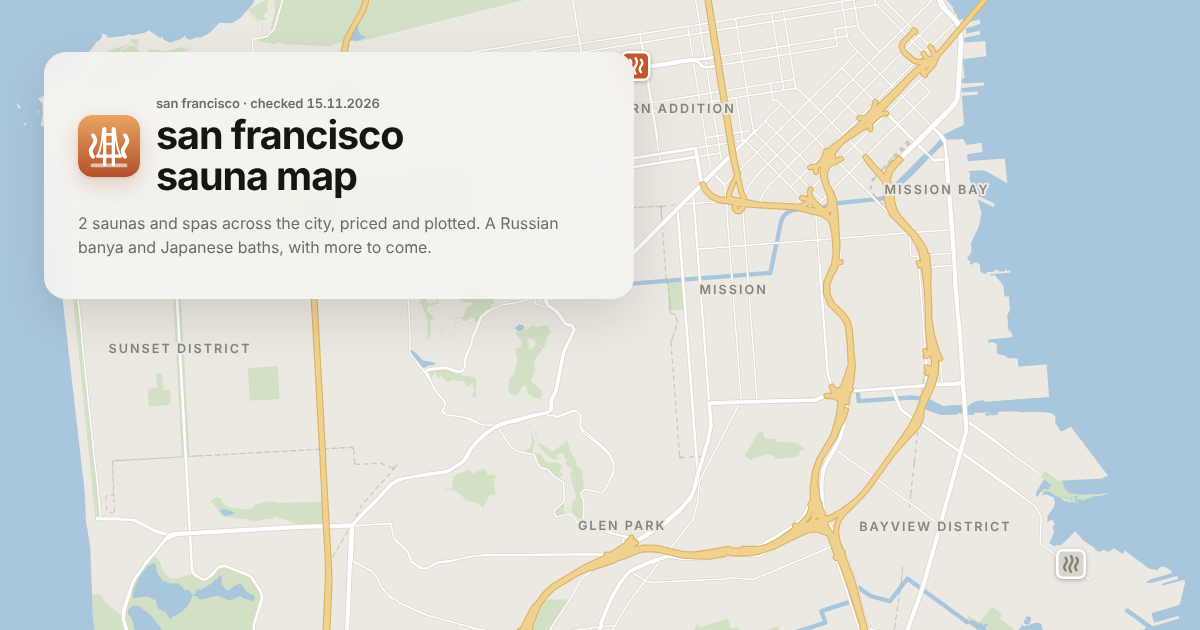 san francisco · checked 15.11.2026
san francisco
sauna map
2 saunas and spas across the city, priced and plotted. A Russian
banya and Japanese baths, with more to come.
RN ADDITION
MISSION BAY
MISSION
SUNSET DISTRICT
GLEN PARK
BAYVIEW DISTRICT